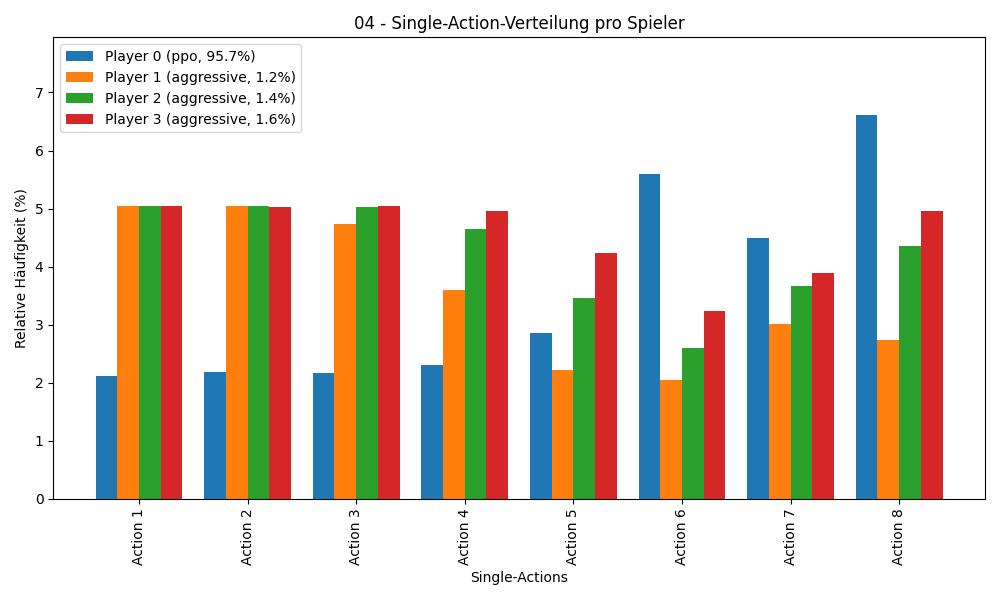 04 - Single-Action-Verteilung pro Spieler
Player 0 (ppo, 95.7%)
Player 1 (aggressive, 1.2%)
Player 2 (aggressive, 1.4%)
Player 3 (aggressive, 1.6%)
Relative Häufigkeit (%)
7
6
5
4
3
2
1
0
Action 1
Action 2
Action 3
Action 4
Action 5
Action 6
Action 7
Action 8
Single-Actions